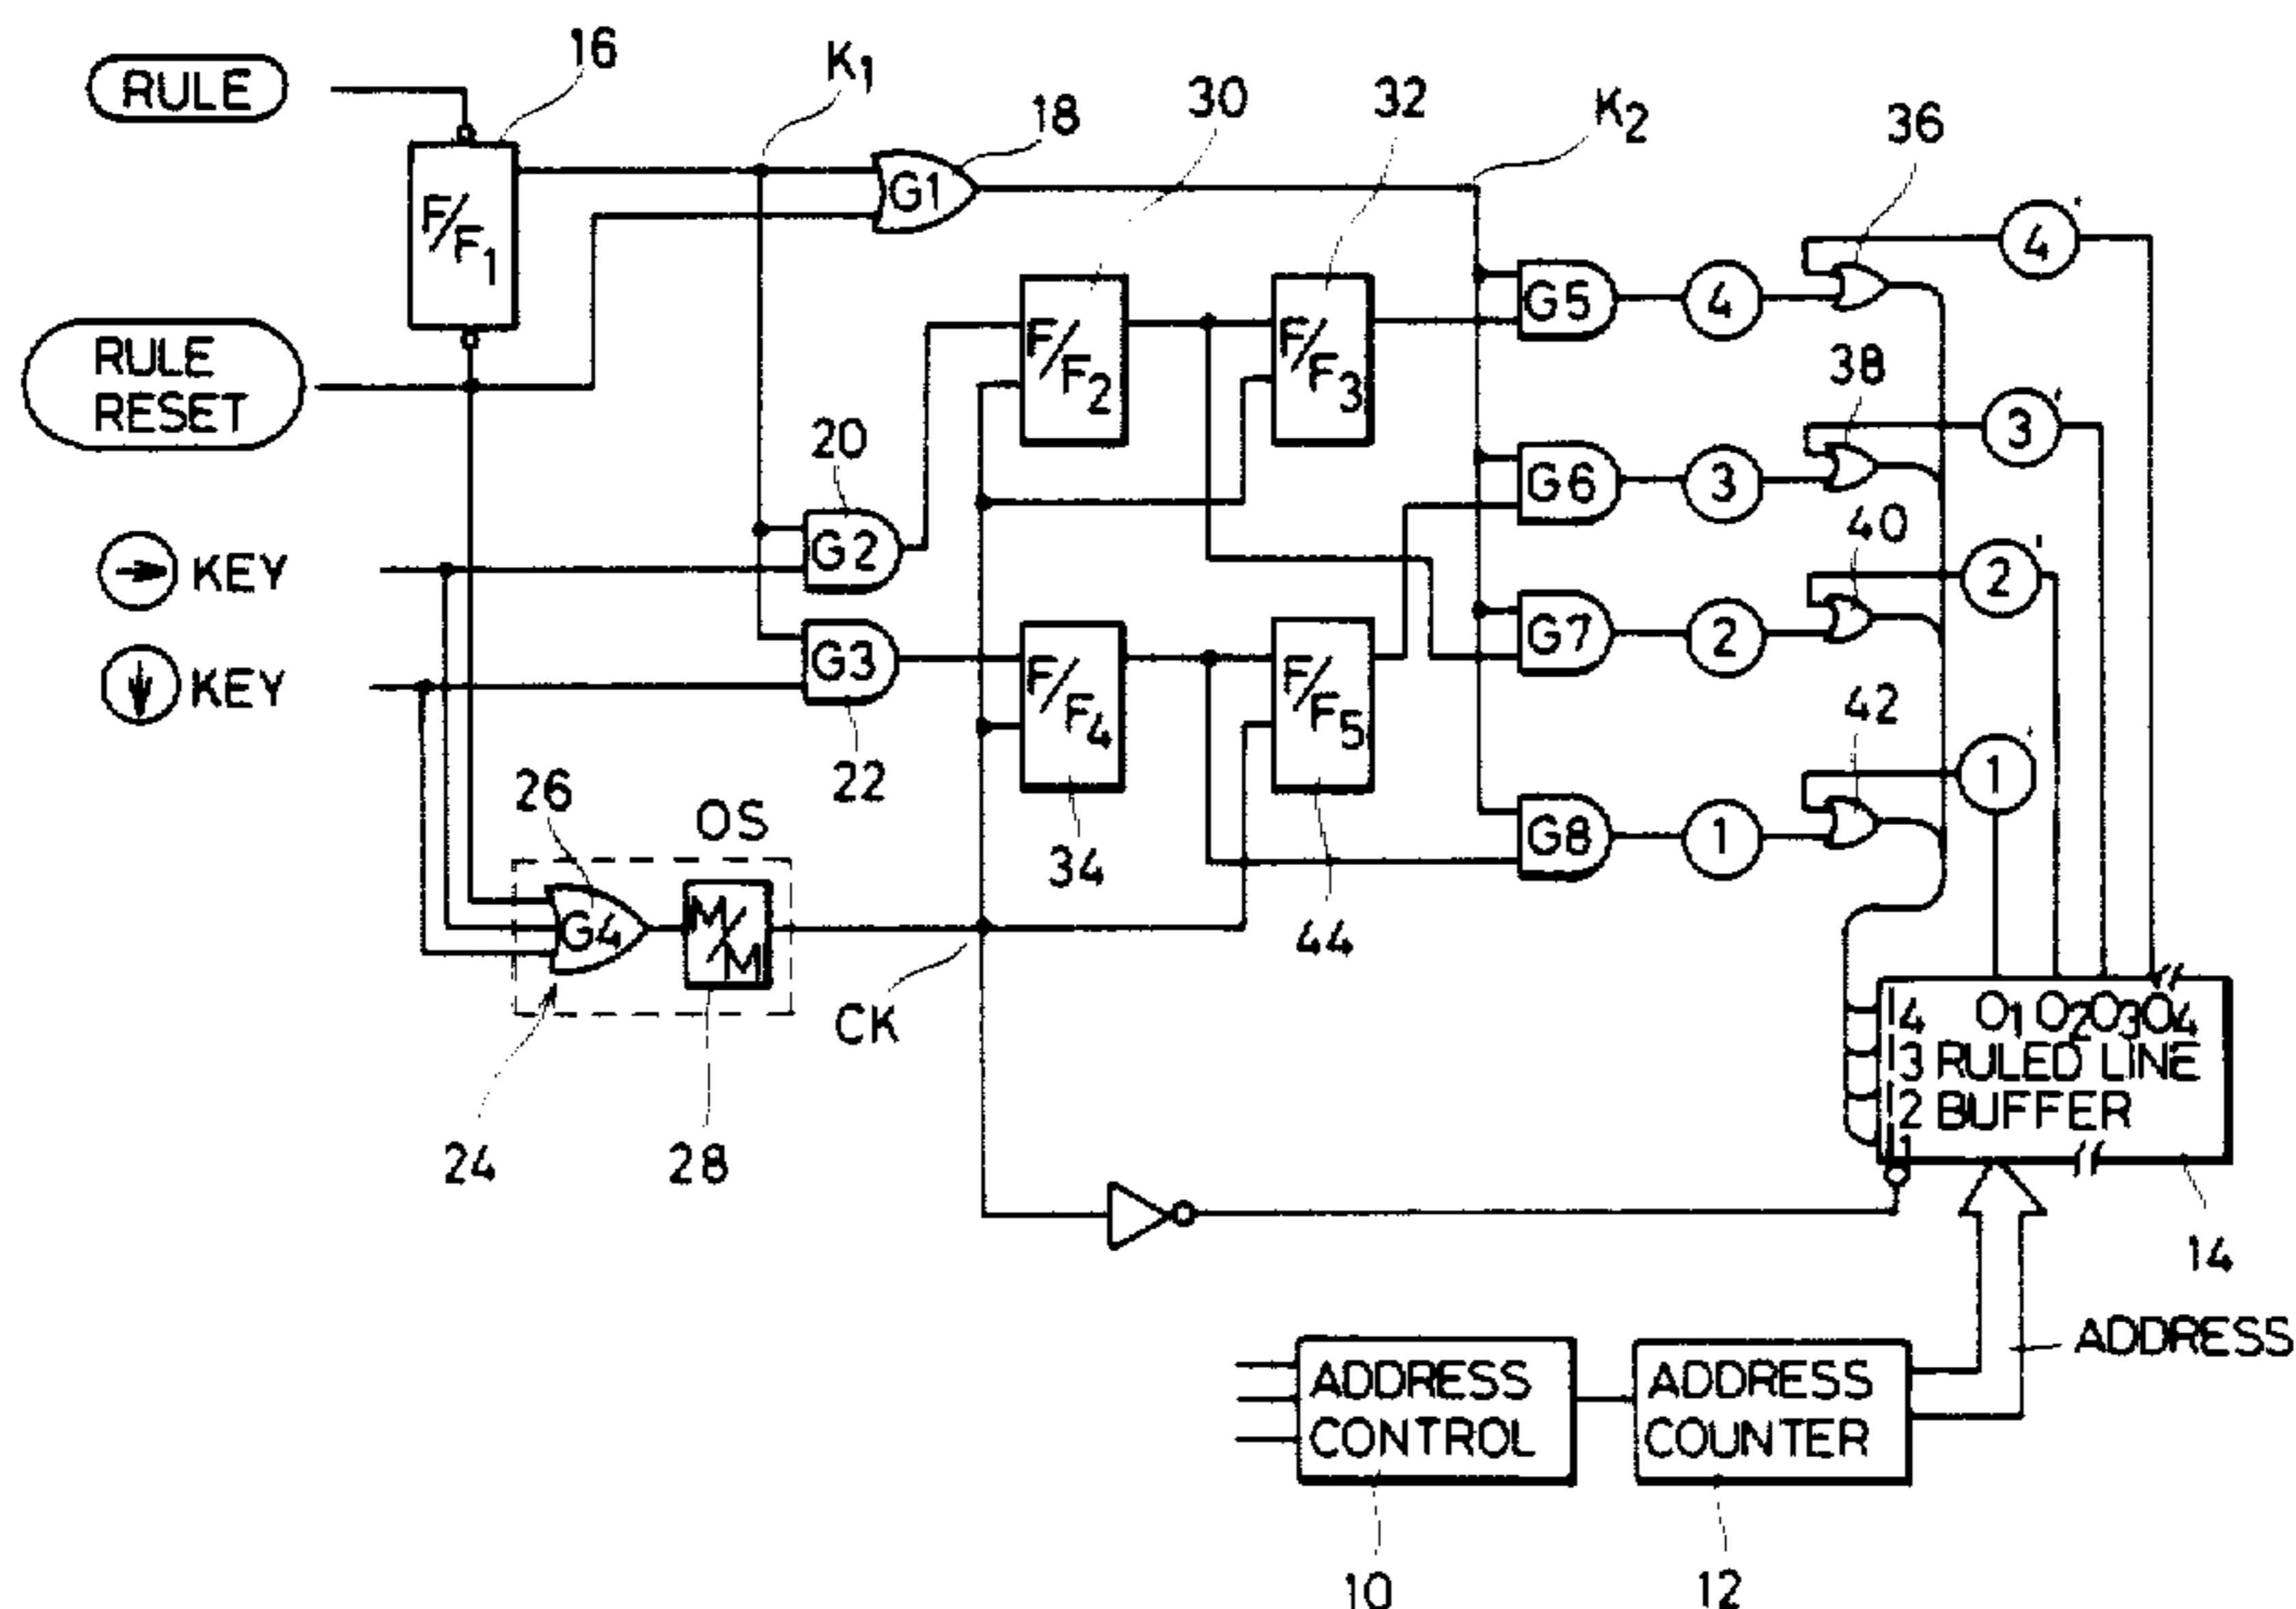 RULE
16
K1
18
30
32
K2
36
F/F1
G1
4'
RULE
RESET
F/F2
F/F3
G5
4
38
3'
20
G6
3
40
→ KEY
G2
2'
↓ KEY
G3
F/F4
F/F5
G7
2
42
22
1'
26
OS
34
G8
1
G4
M/M
44
CK
24
28
I4
O1 O2 O3 O4
I3 RULED LINE
I2 BUFFER
I1
14
ADDRESS
ADDRESS
CONTROL
ADDRESS
COUNTER
10
12